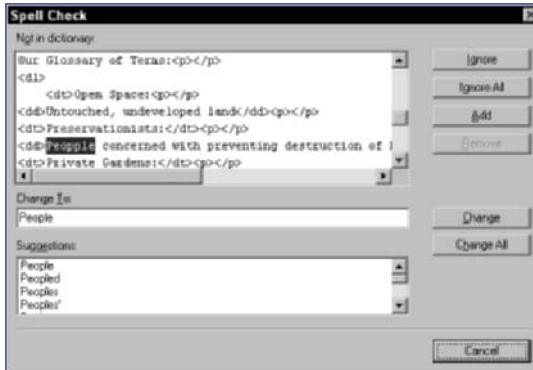 Spell Check
Not in dictionary:
Our Glossary of Terms:<p></p>
<dl>
<dt>Open Space:<p></p>
<dd>Untouched, undeveloped land</dd><p></p>
<dt>Preservationists:</dt><p></p>
<dd>Peopple concerned with preventing destruction of
<dt>Private Gardens:</dt><p></p>
Ignore
Ignore All
Add
Remove
Change To:
People
Change
Change All
Suggestions:
People
Peopled
Peoples
Peoples'
Cancel